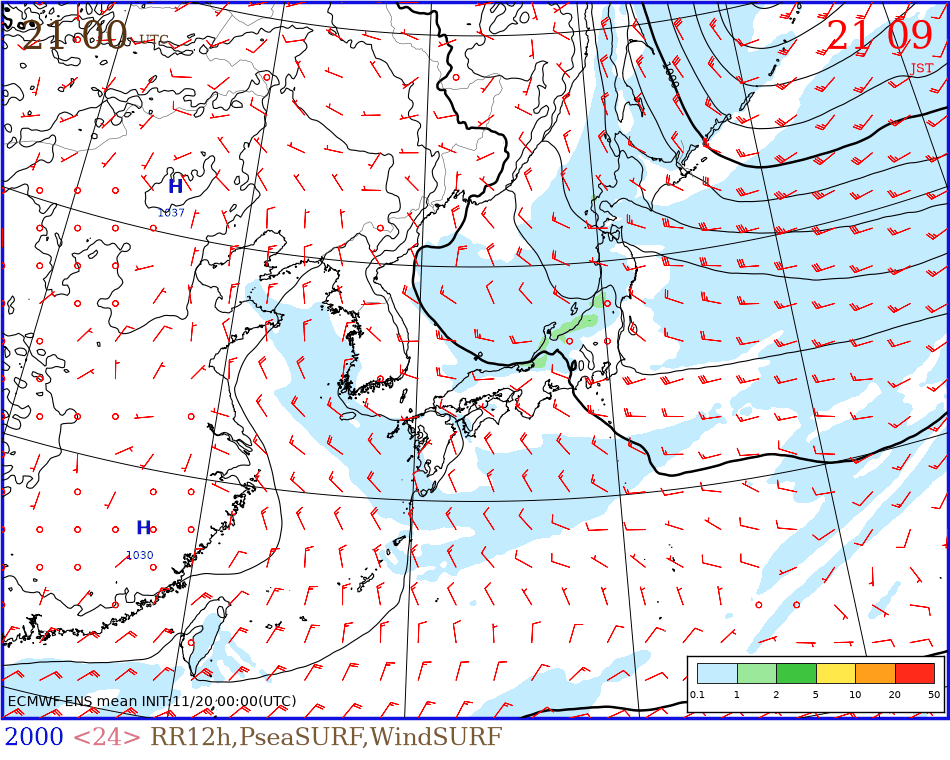 21 00 UTC
21 09
JST
1000
H
1037
H
1030
ECMWF ENS mean INIT:11/20 00:00(UTC)
0.1 1 2 5 10 20 50
2000 <24> RR12h,PseaSURF,WindSURF